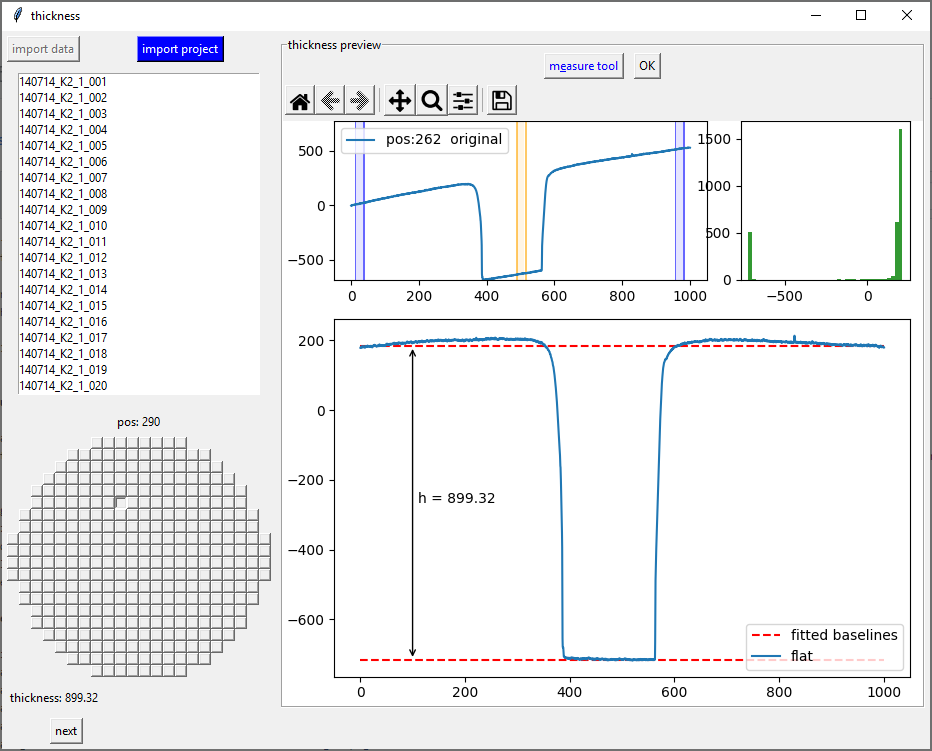 thickness
import data
import project
140714_K2_1_001
140714_K2_1_002
140714_K2_1_003
140714_K2_1_004
140714_K2_1_005
140714_K2_1_006
140714_K2_1_007
140714_K2_1_008
140714_K2_1_009
140714_K2_1_010
140714_K2_1_011
140714_K2_1_012
140714_K2_1_013
140714_K2_1_014
140714_K2_1_015
140714_K2_1_016
140714_K2_1_017
140714_K2_1_018
140714_K2_1_019
140714_K2_1_020
pos: 290
thickness: 899.32
next
thickness preview
measure tool
OK
pos:262 original
500
0
−500
0 200 400 600 800 1000
1500
1000
500
0
−500 0
200
0
−200
−400
−600
h = 899.32
fitted baselines
flat
0 200 400 600 800 1000